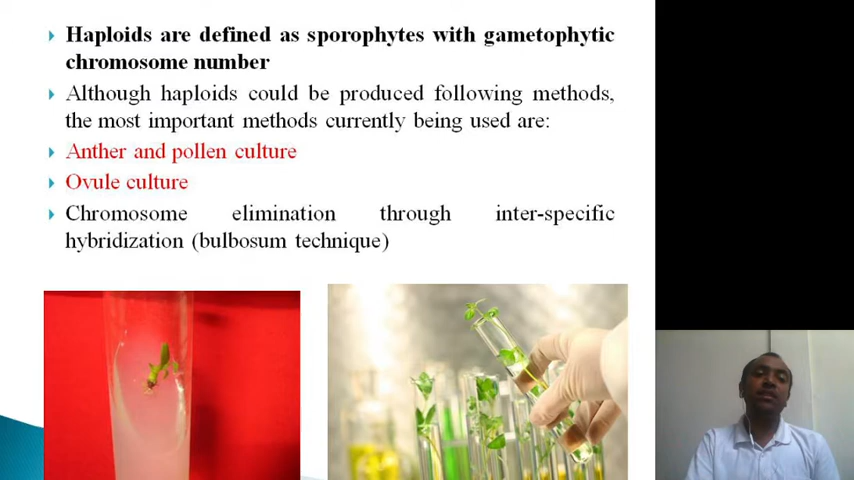 Haploids are defined as sporophytes with gametophytic
chromosome number
Although haploids could be produced following methods,
the most important methods currently being used are:
Anther and pollen culture
Ovule culture
Chromosome elimination through inter-specific
hybridization (bulbosum technique)